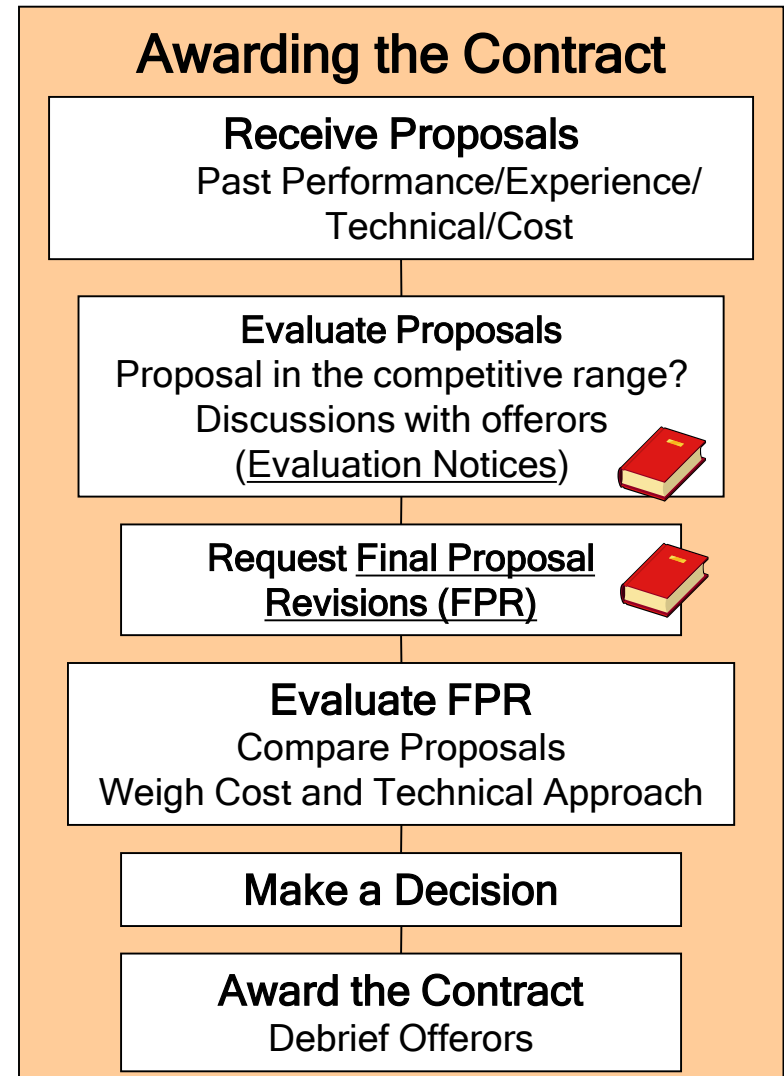 Awarding the Contract
Receive Proposals
Past Performance/Experience/
Technical/Cost
Evaluate Proposals
Proposal in the competitive range?
Discussions with offerors
(Evaluation Notices)
Request Final Proposal
Revisions (FPR)
Evaluate FPR
Compare Proposals
Weigh Cost and Technical Approach
Make a Decision
Award the Contract
Debrief Offerors